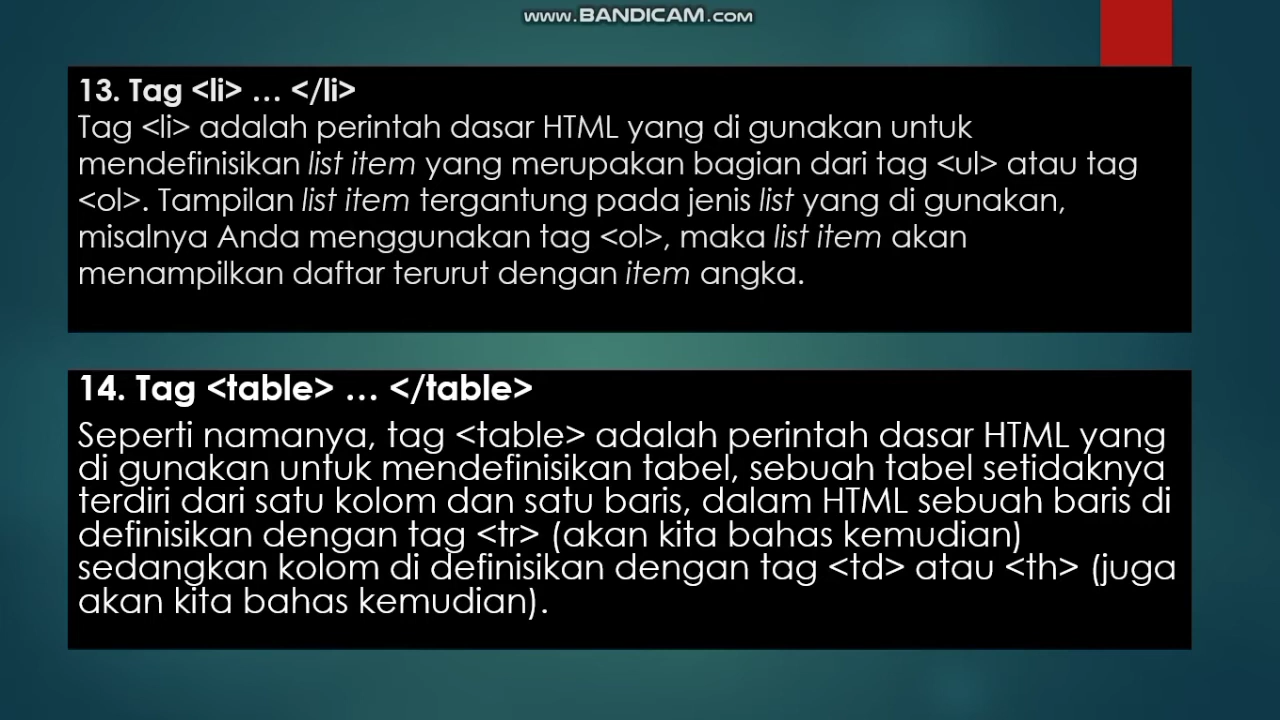 www.BANDICAM.com
13. Tag <li> … </li>
Tag <li> adalah perintah dasar HTML yang di gunakan untuk
mendefinisikan list item yang merupakan bagian dari tag <ul> atau tag
<ol>. Tampilan list item tergantung pada jenis list yang di gunakan,
misalnya Anda menggunakan tag <ol>, maka list item akan
menampilkan daftar terurut dengan item angka.
14. Tag <table> … </table>
Seperti namanya, tag <table> adalah perintah dasar HTML yang
di gunakan untuk mendefinisikan tabel, sebuah tabel setidaknya
terdiri dari satu kolom dan satu baris, dalam HTML sebuah baris di
definisikan dengan tag <tr> (akan kita bahas kemudian)
sedangkan kolom di definisikan dengan tag <td> atau <th> (juga
akan kita bahas kemudian).